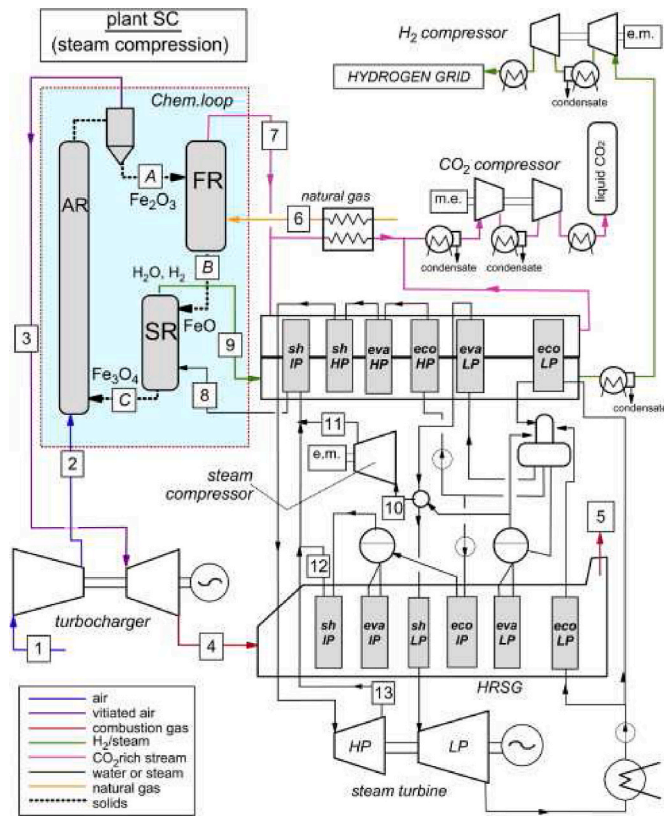 plant SC
(steam compression)
H2 compressor
e.m.
HYDROGEN GRID
condensate
Chem.loop
7
CO2 compressor
liquid CO2
A
FR
Fe2O3
AR
natural gas
m.e.
6
condensate
condensate
B
H2O, H2
3
SR
FeO
9
sh IP
sh HP
eva HP
eco HP
eva LP
eco LP
Fe3O4
8
C
condensate
11
2
e.m.
steam compressor
10
5
12
turbocharger
sh IP
eva IP
sh LP
eco IP
eva LP
eco LP
1
4
HRSG
13
air
vitiated air
combustion gas
H2/steam
CO2rich stream
water or steam
natural gas
solids
HP
LP
steam turbine